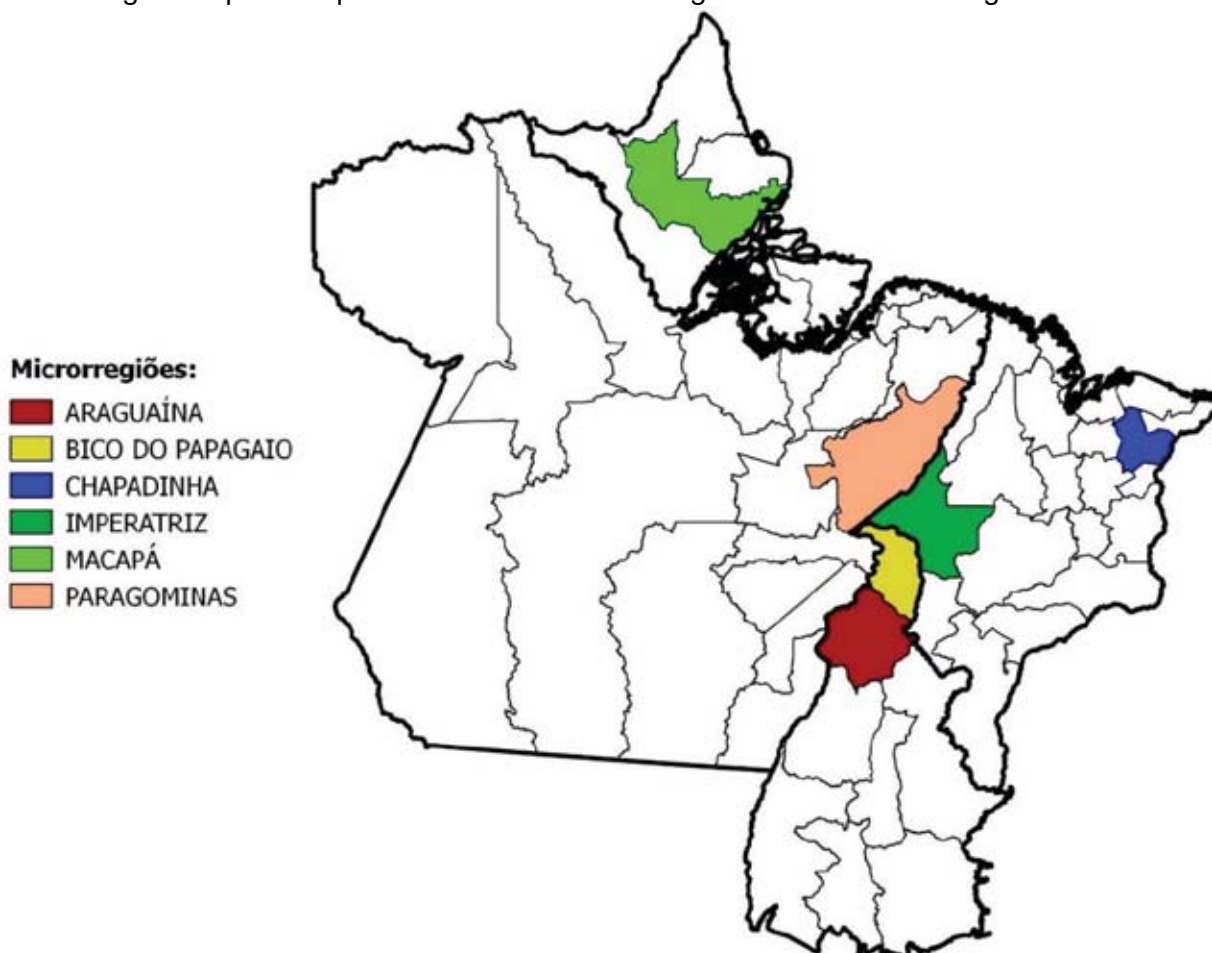 Microrregiões:
ARAGUAÍNA
BICO DO PAPAGAIO
CHAPADINHA
IMPERATRIZ
MACAPÁ
PARAGOMINAS